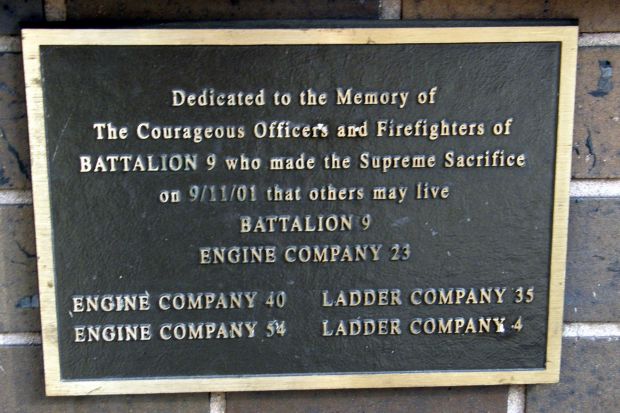 Dedicated to the Memory of
The Courageous Officers and Firefighters of
BATTALION 9 who made the Supreme Sacrifice
on 9/11/01 that others may live
BATTALION 9
ENGINE COMPANY 23
ENGINE COMPANY 40 LADDER COMPANY 35
ENGINE COMPANY 54 LADDER COMPANY 4